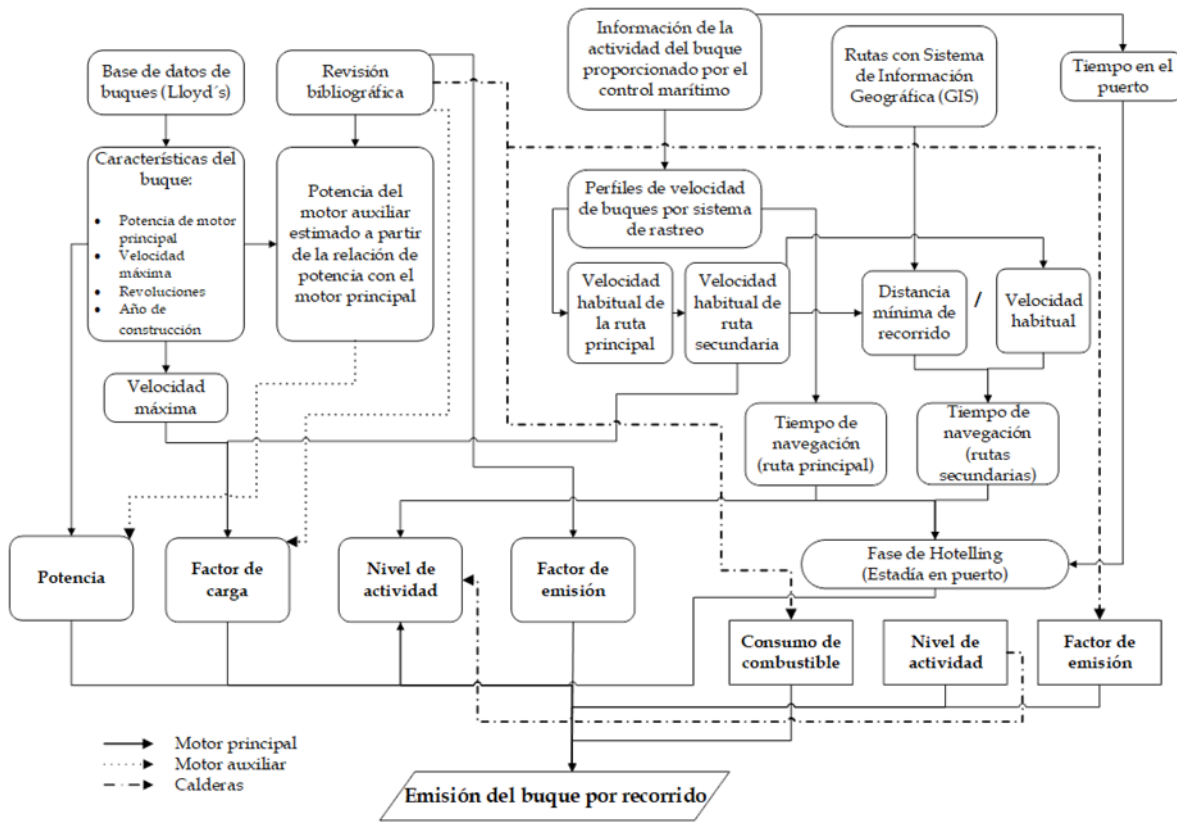 Base de datos de
buques (Lloyd´s)
Revisión
bibliográfica
Información de la
actividad del buque
proporcionado por el
control marítimo
Rutas con Sistema
de Información
Geográfica (GIS)
Tiempo en el
puerto
Características del
buque:
• Potencia de motor
principal
• Velocidad
máxima
• Revoluciones
• Año de
construcción
Potencia del
motor auxiliar
estimado a partir
de la relación de
potencia con el
motor principal
Perfiles de velocidad
de buques por sistema
de rastreo
Velocidad
habitual de
la ruta
principal
Velocidad
habitual de
ruta
secundaria
Distancia
mínima de
recorrido
/
Velocidad
habitual
Velocidad
máxima
Tiempo de
navegación
(ruta principal)
Tiempo de
navegación
(rutas
secundarias)
Potencia
Factor de
carga
Nivel de
actividad
Factor de
emisión
Fase de Hotelling
(Estadía en puerto)
Consumo de
combustible
Nivel de
actividad
Factor de
emisión
Motor principal
Motor auxiliar
Calderas
Emisión del buque por recorrido